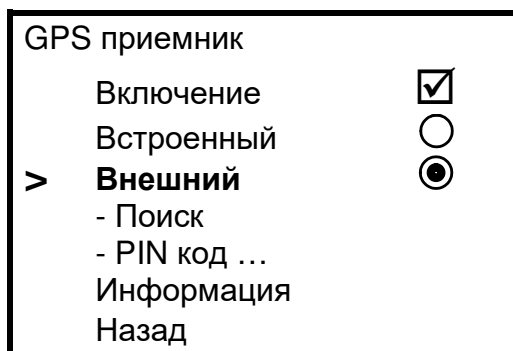 GPS приемник
Включение
Встроенный
> Внешний
- Поиск
- PIN код …
Информация
Назад